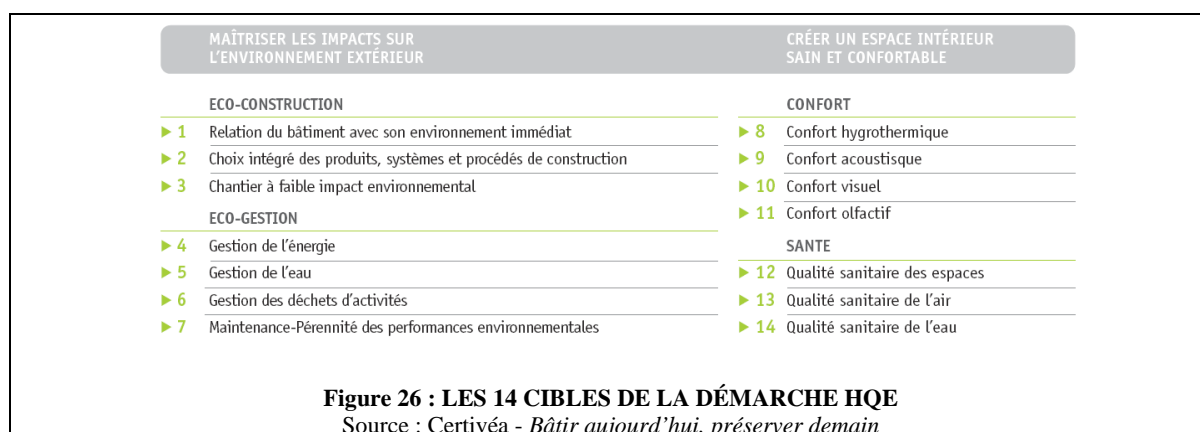 MAÎTRISER LES IMPACTS SUR
L'ENVIRONNEMENT EXTÉRIEUR
ECO-CONSTRUCTION
▶ 1 Relation du bâtiment avec son environnement immédiat
▶ 2 Choix intégré des produits, systèmes et procédés de construction
▶ 3 Chantier à faible impact environnemental
ECO-GESTION
▶ 4 Gestion de l'énergie
▶ 5 Gestion de l'eau
▶ 6 Gestion des déchets d'activités
▶ 7 Maintenance-Pérennité des performances environnementales
CRÉER UN ESPACE INTÉRIEUR
SAIN ET CONFORTABLE
CONFORT
▶ 8 Confort hygrothermique
▶ 9 Confort acoustisque
▶ 10 Confort visuel
▶ 11 Confort olfactif
SANTE
▶ 12 Qualité sanitaire des espaces
▶ 13 Qualité sanitaire de l'air
▶ 14 Qualité sanitaire de l'eau
Figure 26 : LES 14 CIBLES DE LA DÉMARCHE HQE
Source : Certivéa - Bâtir aujourd'hui, préserver demain